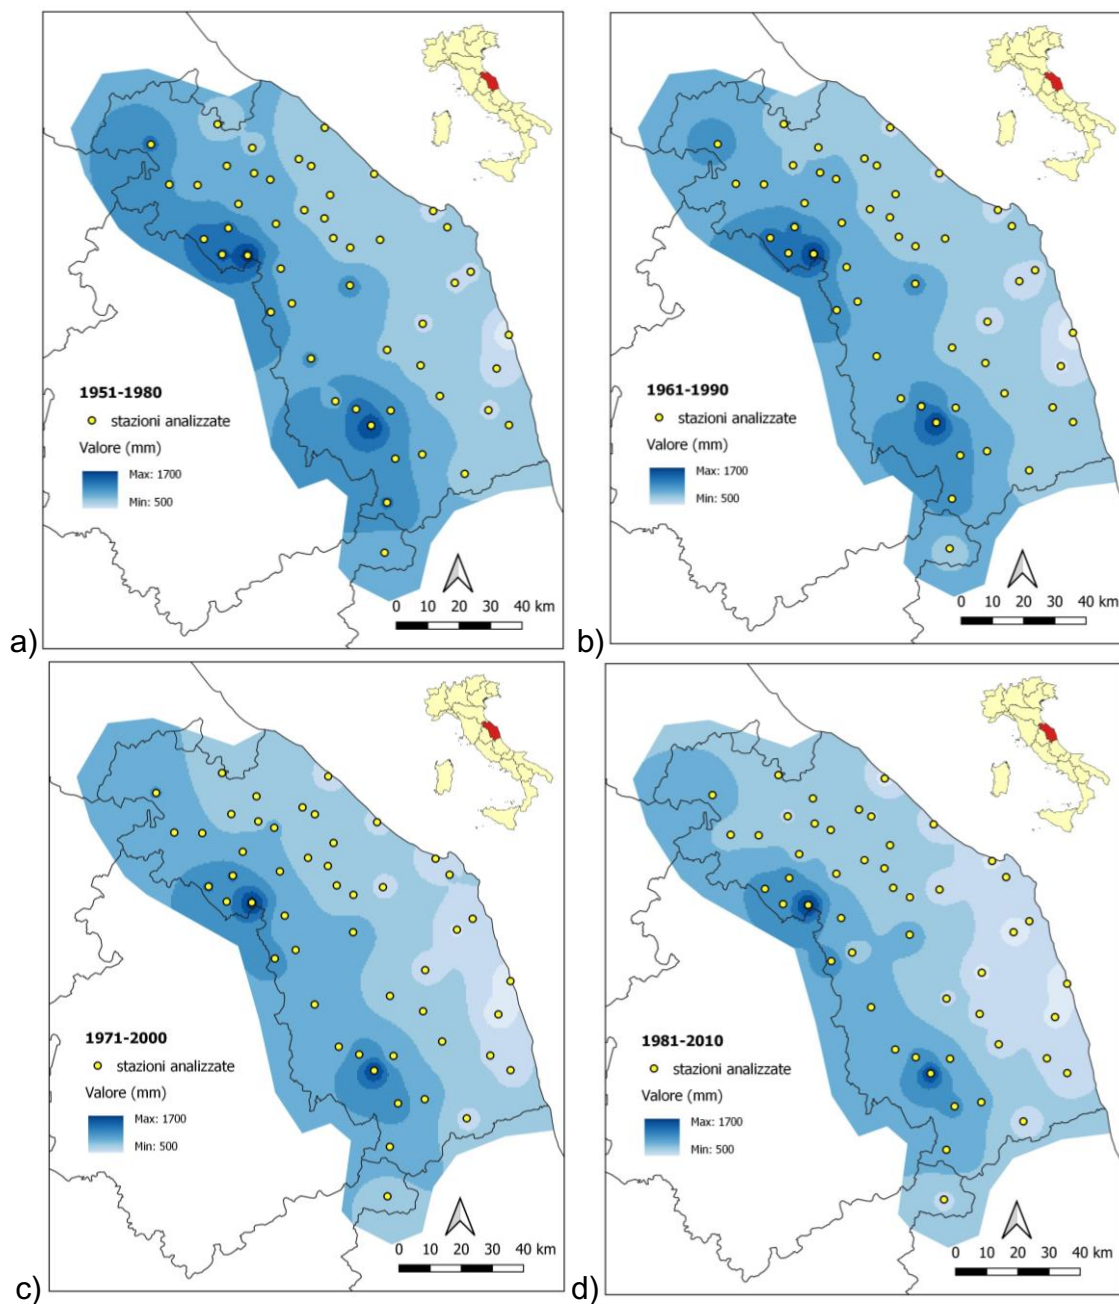 1951-1980
stazioni analizzate
Valore (mm)
Max: 1700
Min: 500
0 10 20 30 40 km
a)
1961-1990
stazioni analizzate
Valore (mm)
Max: 1700
Min: 500
0 10 20 30 40 km
b)
1971-2000
stazioni analizzate
Valore (mm)
Max: 1700
Min: 500
0 10 20 30 40 km
c)
1981-2010
stazioni analizzate
Valore (mm)
Max: 1700
Min: 500
0 10 20 30 40 km
d)